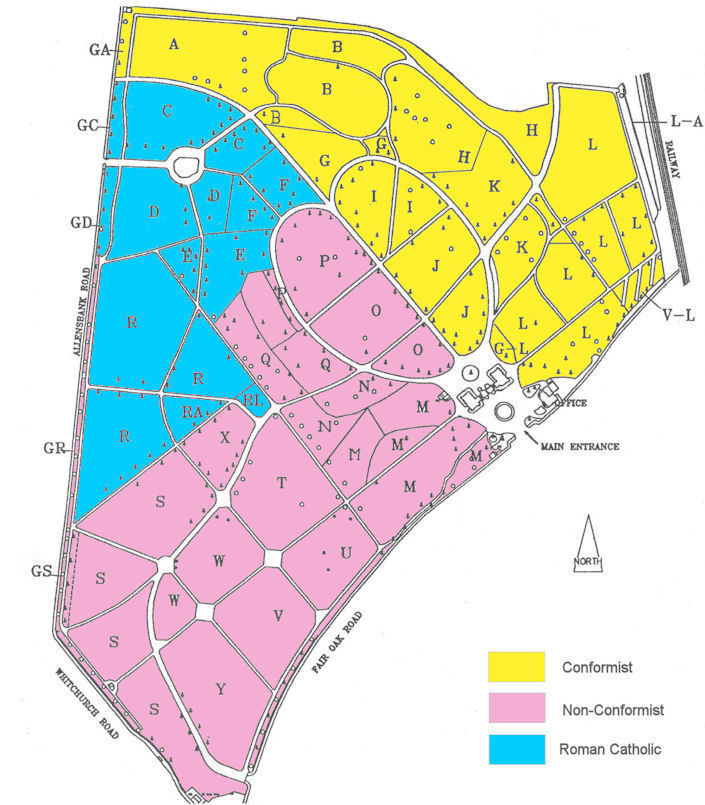 A
B
GA
B
C
GC
B
C
G
G
H
H
L
L-A
RAILWAY
K
F
I
I
D
D
F
GD
E
E
P
J
K
L
L
L
ALLENSBANK ROAD
R
P
O
J
L
L
V-L
O
G-L
Q
Q
R
RA
RL
N
M
OFFICE
R
X
N
M
M
MAIN ENTRANCE
GR
M
M
S
T
U
W
NORTH
GS
S
W
V
S
FAIR OAK ROAD
Y
S
WHITCHURCH ROAD
Conformist
Non-Conformist
Roman Catholic